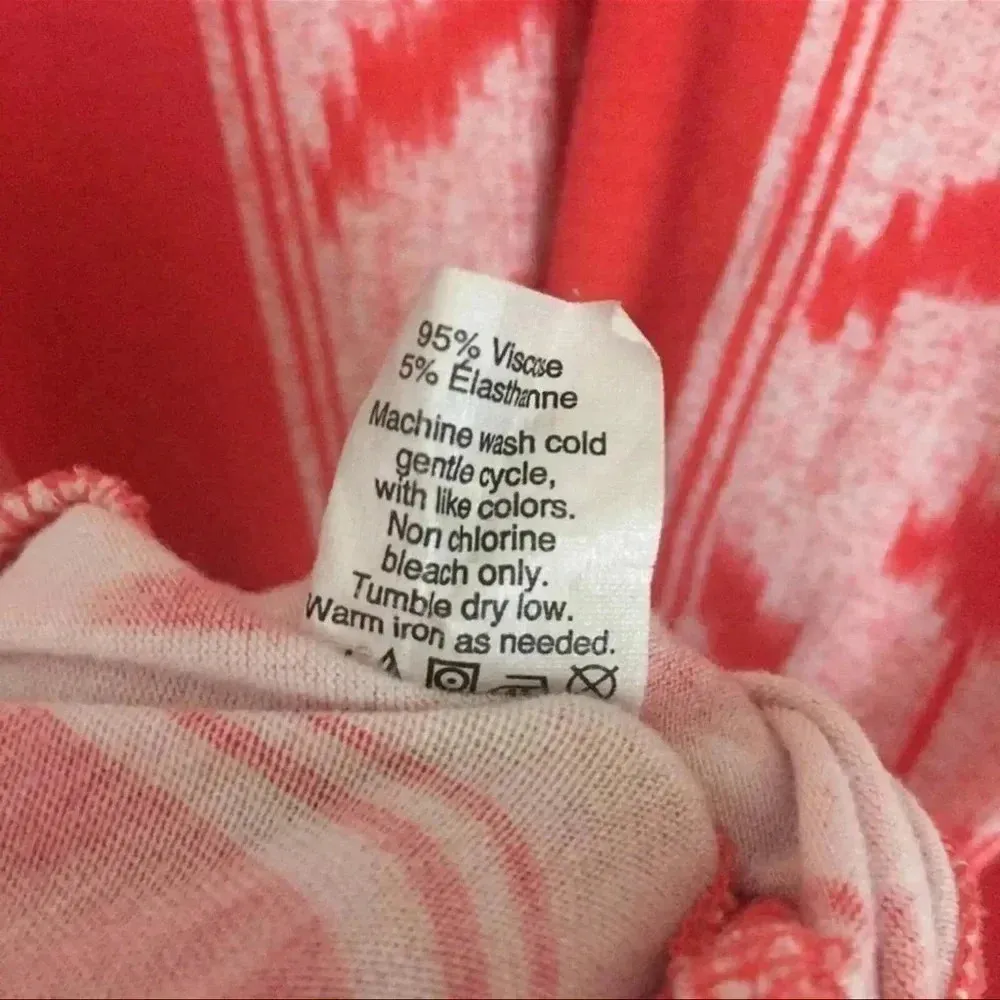 95% Viscose
5% Élasthanne
Machine wash cold
gentle cycle,
with like colors.
Non chlorine
bleach only.
Tumble dry low.
Warm iron as needed.